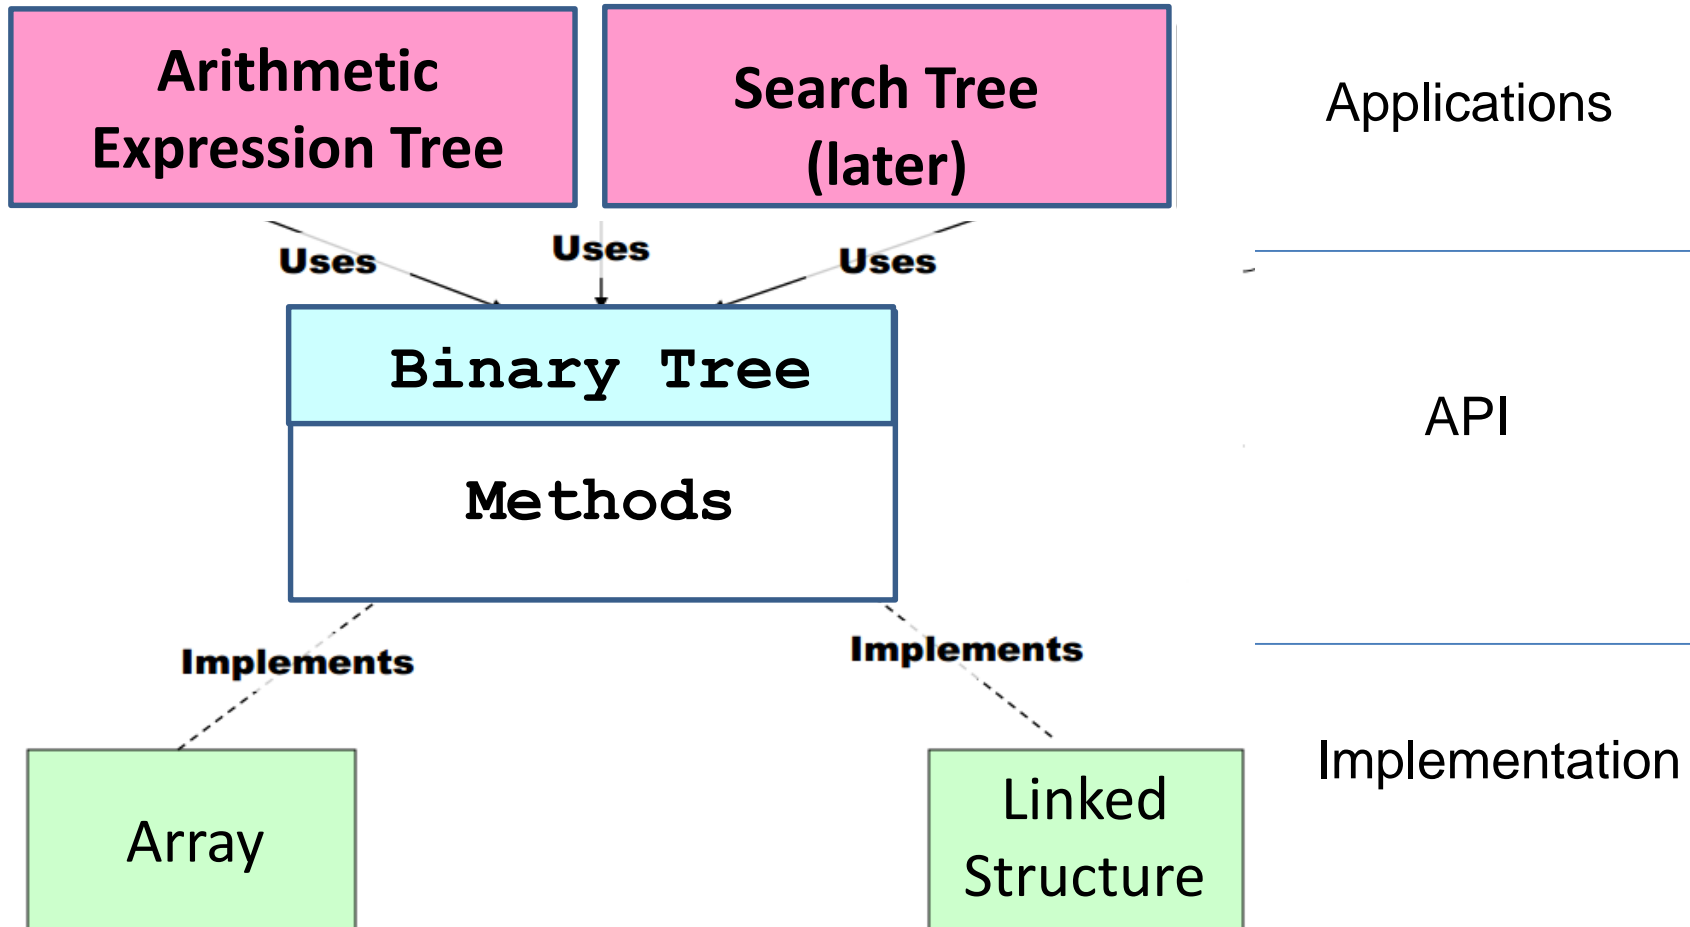 Arithmetic
Expression Tree
Search Tree
(later)
Applications
Uses
Uses
Uses
Binary Tree
API
Methods
Implements
Implements
Array
Linked
Structure
Implementation